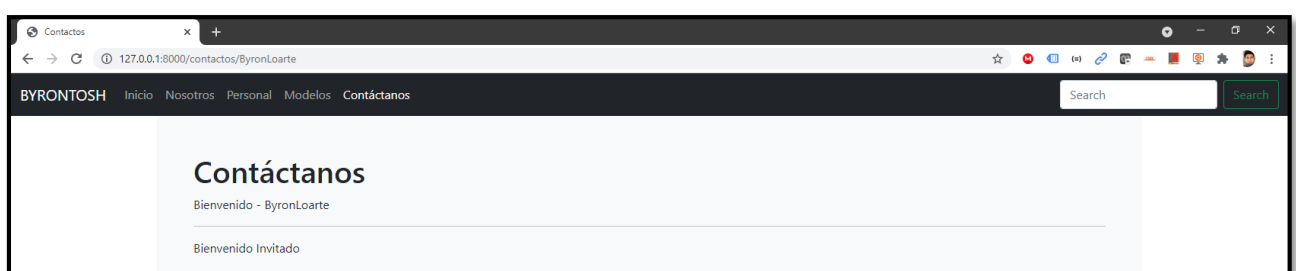 Contactos
127.0.0.1:8000/contactos/ByronLoarte
BYRONTOSH Inicio Nosotros Personal Modelos Contáctanos Search Search
Contáctanos
Bienvenido - ByronLoarte
Bienvenido Invitado